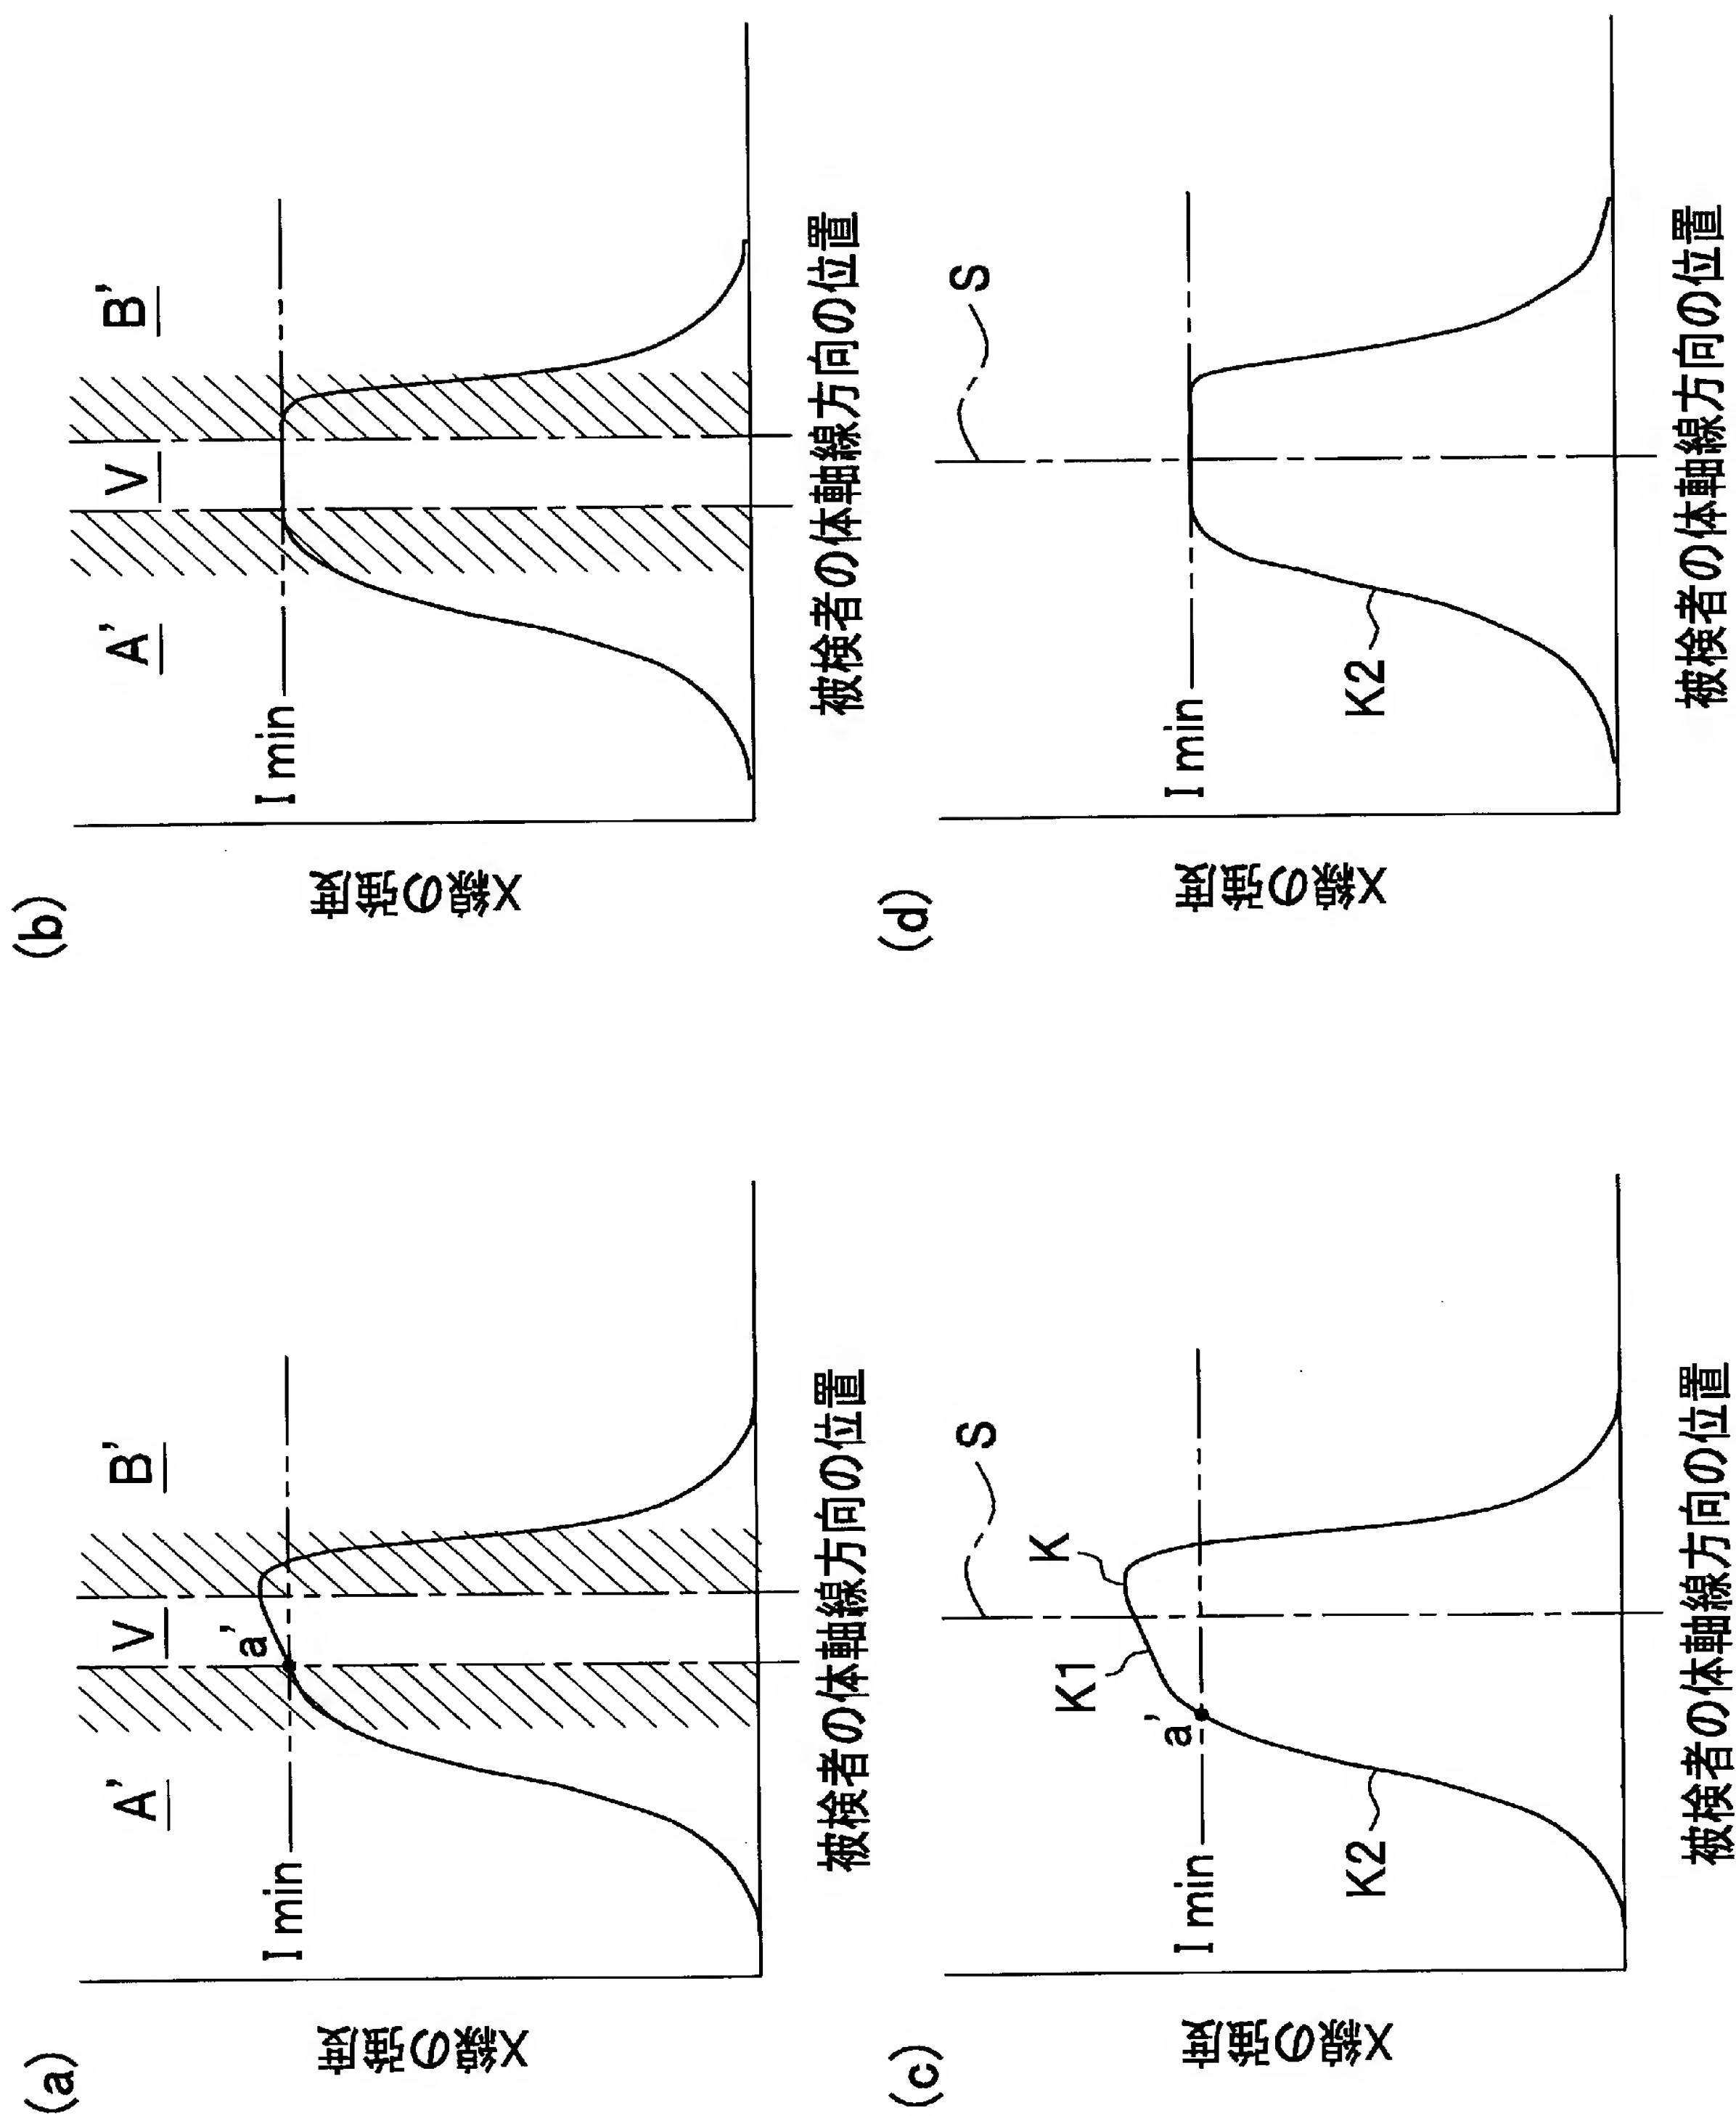 (a)
A'
V
B'
a'
I min
X線の強度
被検者の体軸線方向の位置
(b)
A'
V
B'
I min
X線の強度
被検者の体軸線方向の位置
(c)
S
K
K1
a'
I min
K2
X線の強度
被検者の体軸線方向の位置
(d)
S
I min
K2
X線の強度
被検者の体軸線方向の位置